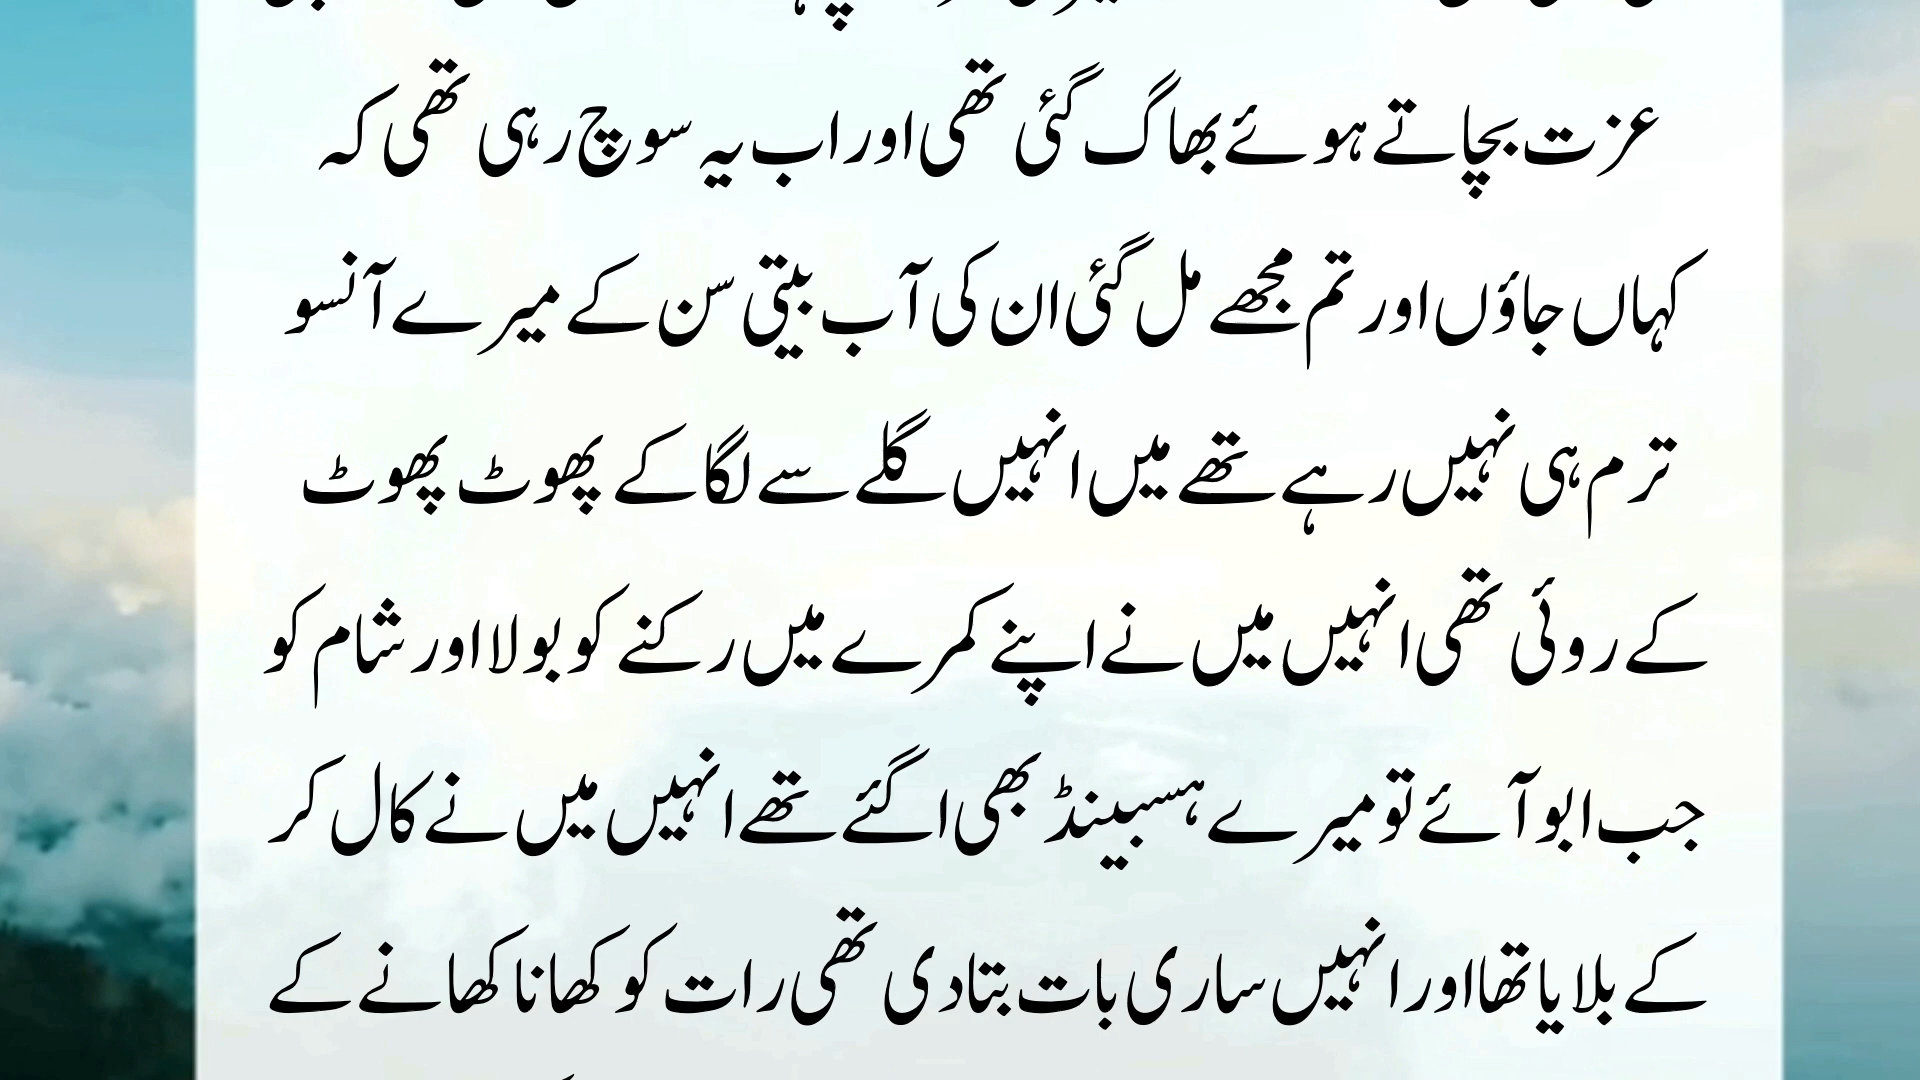 عزت بچاتے ہوئے بھاگ گئی تھی اور اب یہ سوچ رہی تھی کہ
کہاں جاؤں اور تم مجھے مل گئی ان کی آب بیتی سن کے میرے آنسو
ترم ہی نہیں رہے تھے میں انہیں گلے سے لگا کے پھوٹ پھوٹ
کے روئی تھی انہیں میں نے اپنے کمرے میں رکنے کو بولا اور شام کو
جب ابو آئے تو میرے ہسبینڈ بھی اگئے تھے انہیں میں نے کال کر
کے بلایا تھا اور انہیں ساری بات بتادی تھی رات کو کھانا کھانے کے